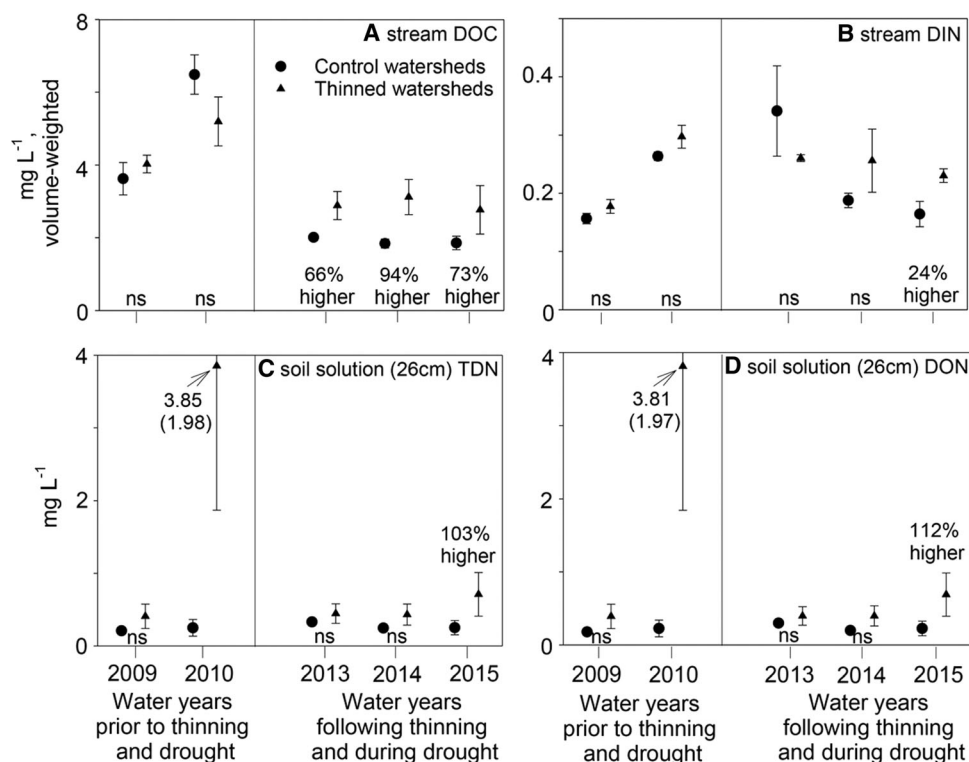 8
4
0
mg L⁻¹,
volume-weighted
A stream DOC
Control watersheds
Thinned watersheds
66%
higher
94%
higher
73%
higher
ns
ns
0.4
0.2
0
B stream DIN
24%
higher
ns
ns
ns
ns
4
2
0
mg L⁻¹
C soil solution (26cm) TDN
3.85
(1.98)
103%
higher
ns
ns
ns
2009
2010
2013
2014
2015
Water years
prior to thinning
and drought
Water years
following thinning
and during drought
4
2
0
D soil solution (26cm) DON
3.81
(1.97)
112%
higher
ns
ns
ns
2009
2010
2013
2014
2015
Water years
prior to thinning
and drought
Water years
following thinning
and during drought